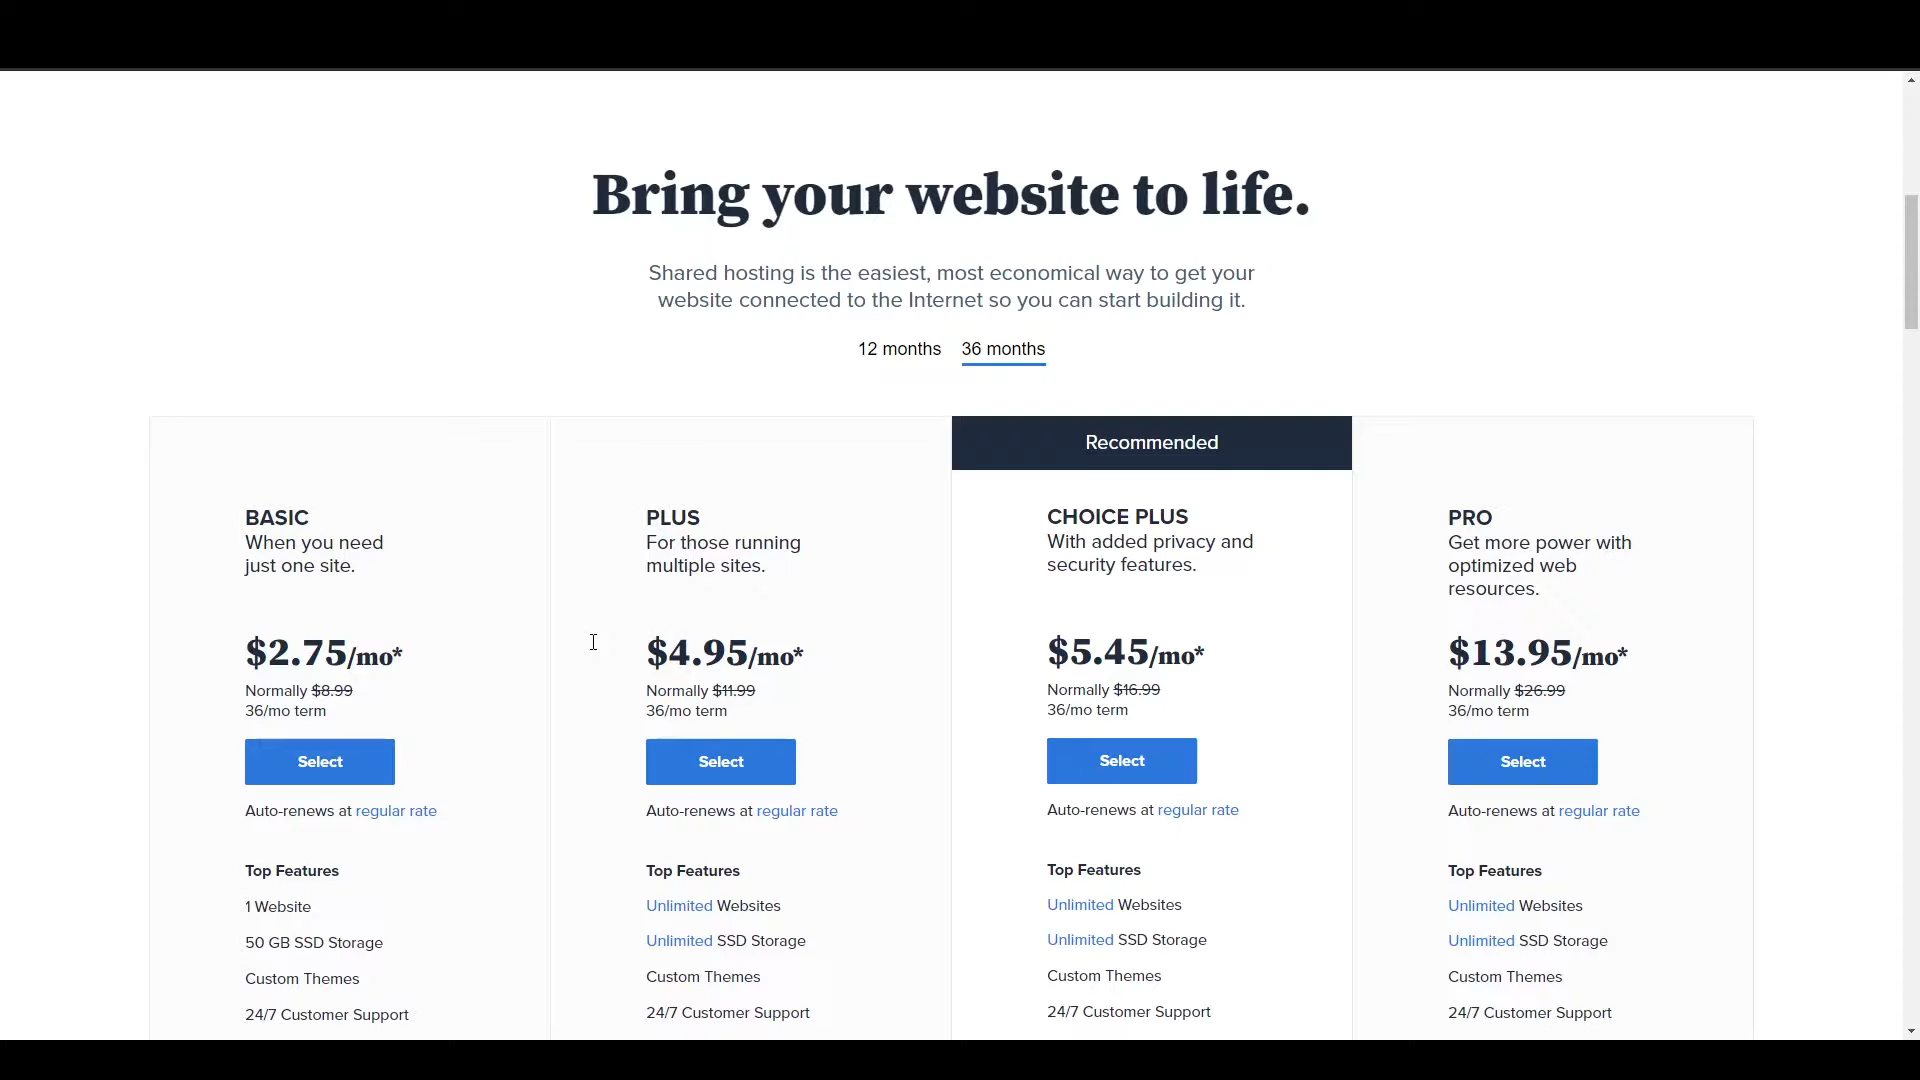 Bring your website to life.
Shared hosting is the easiest, most economical way to get your
website connected to the Internet so you can start building it.
12 months 36 months
Recommended
BASIC
When you need
just one site.
$2.75/mo*
Normally $8.99
36/mo term
Select
Auto-renews at regular rate
Top Features
1 Website
50 GB SSD Storage
Custom Themes
24/7 Customer Support
PLUS
For those running
multiple sites.
$4.95/mo*
Normally $11.99
36/mo term
Select
Auto-renews at regular rate
Top Features
Unlimited Websites
Unlimited SSD Storage
Custom Themes
24/7 Customer Support
CHOICE PLUS
With added privacy and
security features.
$5.45/mo*
Normally $16.99
36/mo term
Select
Auto-renews at regular rate
Top Features
Unlimited Websites
Unlimited SSD Storage
Custom Themes
24/7 Customer Support
PRO
Get more power with
optimized web
resources.
$13.95/mo*
Normally $26.99
36/mo term
Select
Auto-renews at regular rate
Top Features
Unlimited Websites
Unlimited SSD Storage
Custom Themes
24/7 Customer Support